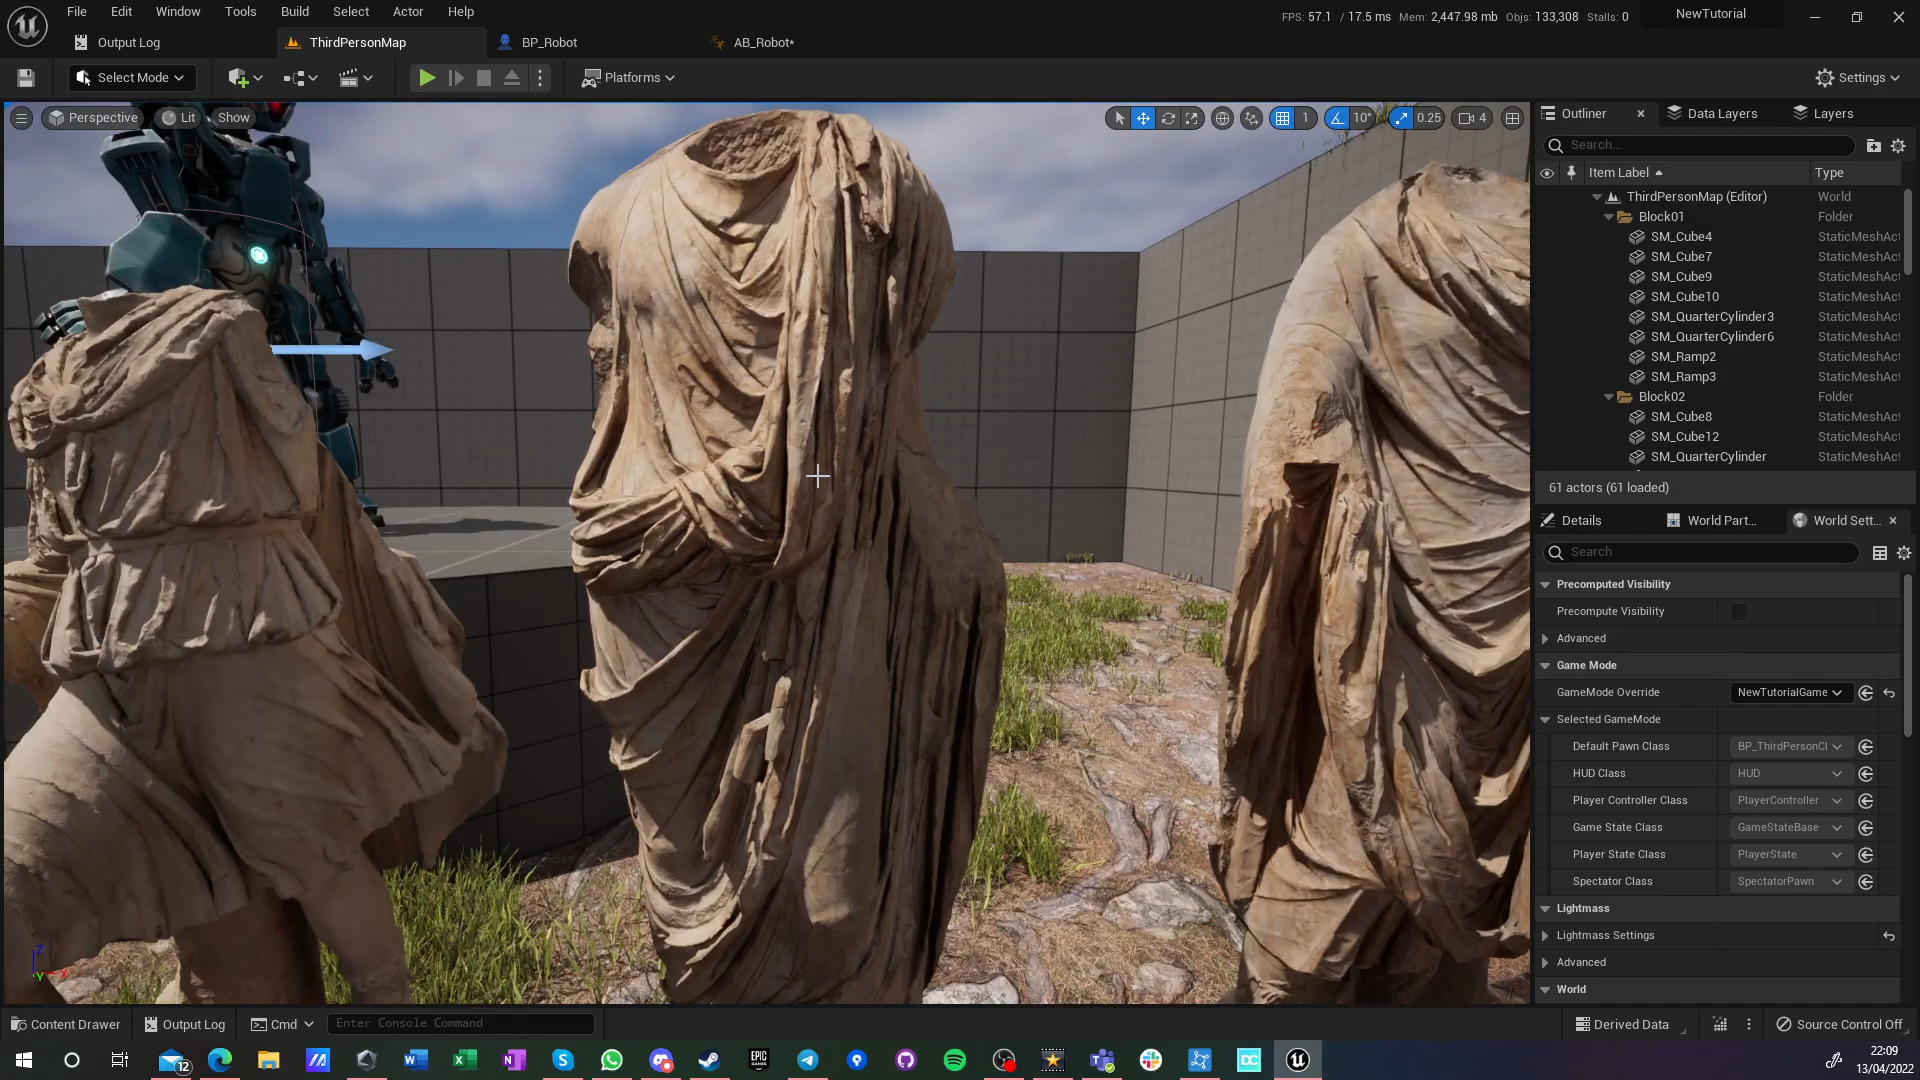 File Edit Window Tools Build Select Actor Help
FPS: 57.1 / 17.5 ms Mem: 2,447.98 mb Objs: 133,308 Stalls: 0
NewTutorial
Output Log
ThirdPersonMap
BP_Robot
AB_Robot*
Select Mode
Platforms
Settings
Perspective
Lit
Show
1
10°
0.25
4
Outliner
Data Layers
Layers
Search...
Item Label
Type
ThirdPersonMap (Editor) World
Block01 Folder
SM_Cube4 StaticMeshAct
SM_Cube7 StaticMeshAct
SM_Cube9 StaticMeshAct
SM_Cube10 StaticMeshAct
SM_QuarterCylinder3 StaticMeshAct
SM_QuarterCylinder6 StaticMeshAct
SM_Ramp2 StaticMeshAct
SM_Ramp3 StaticMeshAct
Block02 Folder
SM_Cube8 StaticMeshAct
SM_Cube12 StaticMeshAct
SM_QuarterCylinder StaticMeshAct
61 actors (61 loaded)
Details
World Part...
World Sett...
Search
Precomputed Visibility
Precompute Visibility
Advanced
Game Mode
GameMode Override NewTutorialGame
Selected GameMode
Default Pawn Class BP_ThirdPersonCl
HUD Class HUD
Player Controller Class PlayerController
Game State Class GameStateBase
Player State Class PlayerState
Spectator Class SpectatorPawn
Lightmass
Lightmass Settings
Advanced
World
Z
Y
X
Content Drawer
Output Log
Cmd
Enter Console Command
Derived Data
Source Control Off
12
EPIC GAMES
DC
22:09
13/04/2022